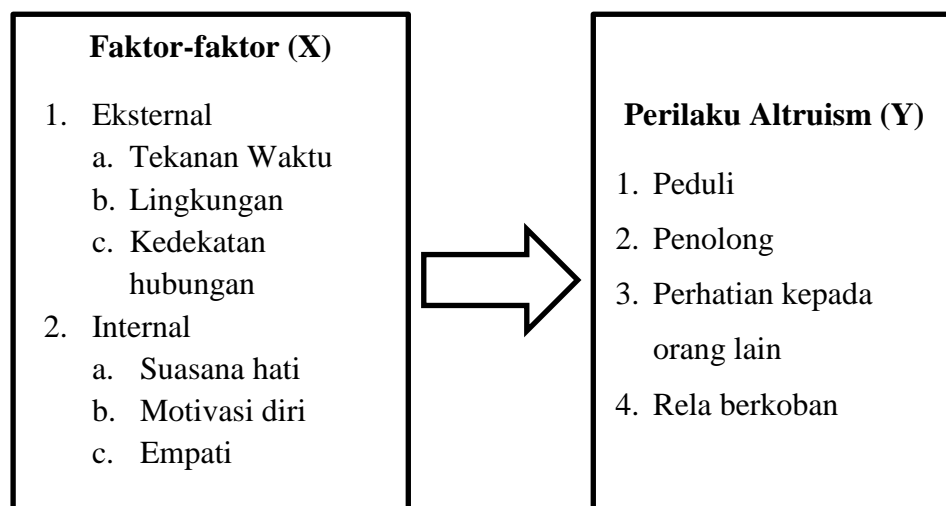 Faktor-faktor (X)
1. Eksternal
a. Tekanan Waktu
b. Lingkungan
c. Kedekatan
hubungan
2. Internal
a. Suasana hati
b. Motivasi diri
c. Empati
Perilaku Altruism (Y)
1. Peduli
2. Penolong
3. Perhatian kepada
orang lain
4. Rela berkoban